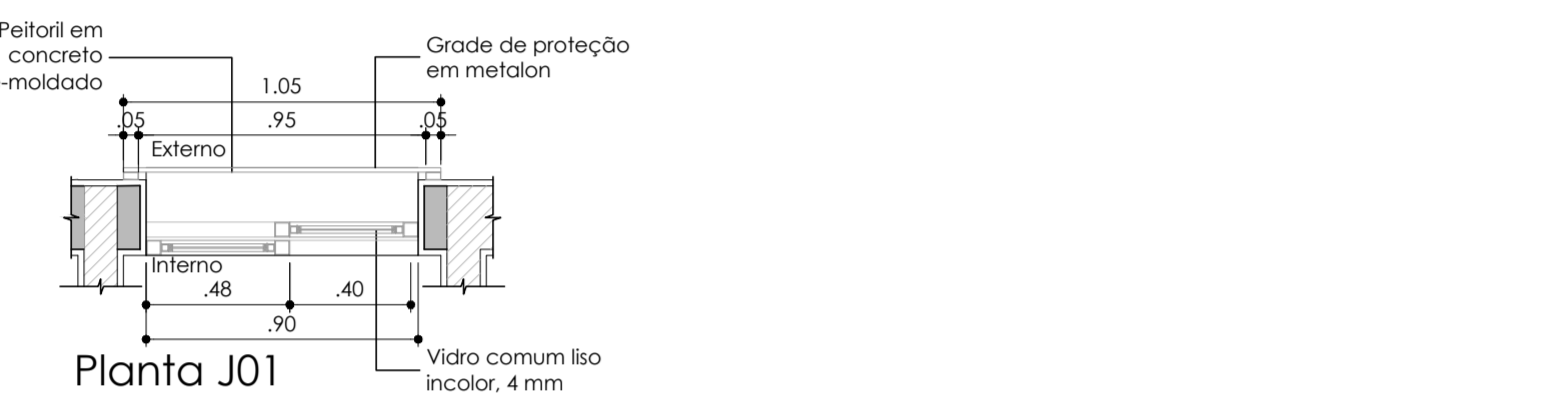 Peitoril em
concreto
-moldado
Grade de proteção
em metalon
1.05
.05
.95
.05
Externo
Interno
.48
.40
.90
Planta J01
Vidro comum liso
incolor, 4 mm